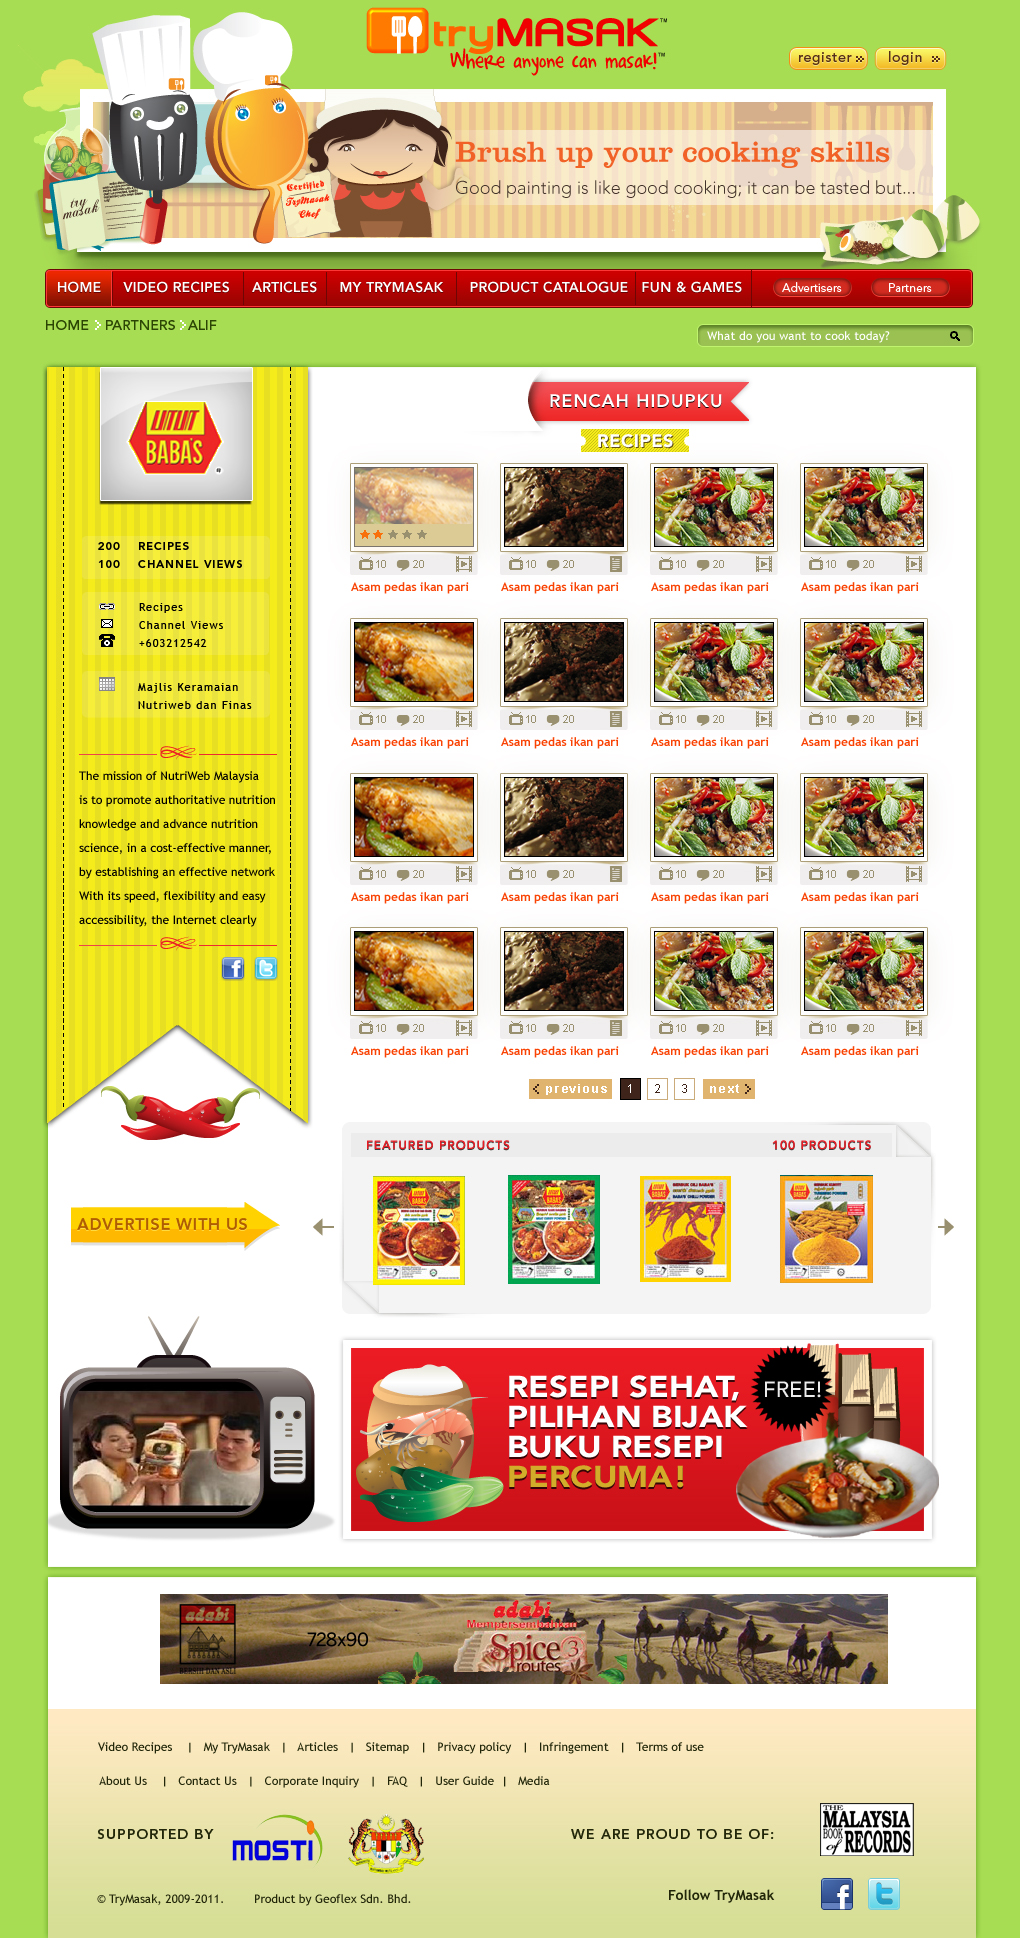 tryMASAK™
Where anyone can masak!™
register
login
Brush up your cooking skills
Good painting is like good cooking; it can be tasted but...
try masak
Certified
TryMasak
Chef
HOME
VIDEO RECIPES
ARTICLES
MY TRYMASAK
PRODUCT CATALOGUE
FUN & GAMES
Advertisers
Partners
HOME PARTNERS ALIF
What do you want to cook today?
BABA'S
200 RECIPES
100 CHANNEL VIEWS
Recipes
Channel Views
+603212542
Majlis Keramaian
Nutriweb dan Finas
The mission of NutriWeb Malaysia
is to promote authoritative nutrition
knowledge and advance nutrition
science, in a cost-effective manner,
by establishing an effective network
With its speed, flexibility and easy
accessibility, the Internet clearly
RENCAH HIDUPKU
RECIPES
10 20 10 20 10 20 10 20
Asam pedas ikan pari Asam pedas ikan pari Asam pedas ikan pari Asam pedas ikan pari
10 20 10 20 10 20 10 20
Asam pedas ikan pari Asam pedas ikan pari Asam pedas ikan pari Asam pedas ikan pari
10 20 10 20 10 20 10 20
Asam pedas ikan pari Asam pedas ikan pari Asam pedas ikan pari Asam pedas ikan pari
10 20 10 20 10 20 10 20
Asam pedas ikan pari Asam pedas ikan pari Asam pedas ikan pari Asam pedas ikan pari
previous 1 2 3 next
FEATURED PRODUCTS
100 PRODUCTS
ADVERTISE WITH US
RESEPI SEHAT,
PILIHAN BIJAK
BUKU RESEPI
PERCUMA!
FREE!
adabi
BERSIH DAN ASLI
728x90
adabi
Mempersembahkan
Spice 3
routes
Video Recipes | My TryMasak | Articles | Sitemap | Privacy policy | Infringement | Terms of use
About Us | Contact Us | Corporate Inquiry | FAQ | User Guide | Media
SUPPORTED BY
MOSTI
WE ARE PROUD TO BE OF:
THE
MALAYSIA
BOOK of RECORDS
© TryMasak, 2009-2011.
Product by Geoflex Sdn. Bhd.
Follow TryMasak